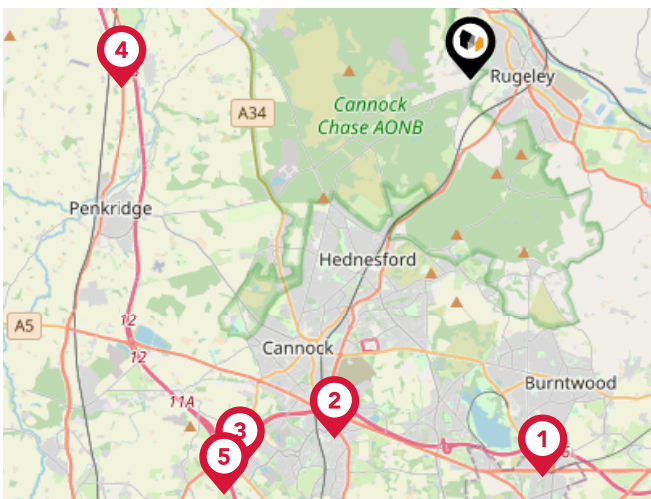 4
Rugeley
A34
Cannock
Chase AONB
Penkridge
Hednesford
12
A5
12
Cannock
11A
Burntwood
2
3
1
5